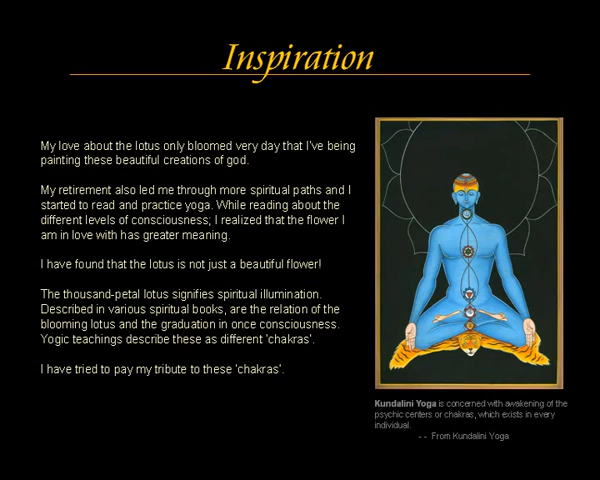 Inspiration
My love about the lotus only bloomed very day that I've being
painting these beautiful creations of god.
My retirement also led me through more spiritual paths and I
started to read and practice yoga. While reading about the
different levels of consciousness; I realized that the flower I
am in love with has greater meaning.
I have found that the lotus is not just a beautiful flower!
The thousand-petal lotus signifies spiritual illumination.
Described in various spiritual books, are the relation of the
blooming lotus and the graduation in once consciousness.
Yogic teachings describe these as different 'chakras'.
I have tried to pay my tribute to these 'chakras'.
Kundalini Yoga is concerned with awakening of the
psychic centers or chakras, which exists in every
individual.
- - From Kundalini Yoga